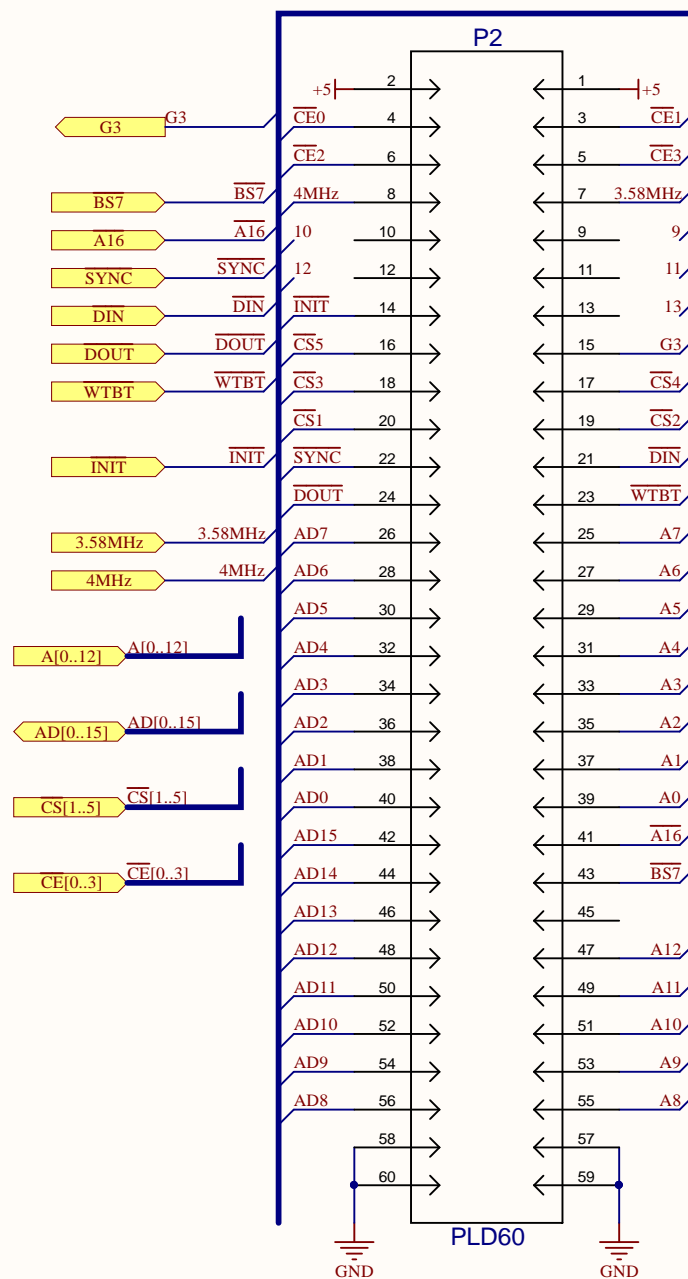 P2
+5 2 1 +5
G3 G3 CE0 4 3 CE1
CE2 6 5 CE3
BS7 BS7 4MHz 8 7 3.58MHz
A16 A16 10 10 9 9
SYNC SYNC 12 12 11 11
DIN DIN INIT 14 13 13
DOUT DOUT CS5 16 15 G3
WTBT WTBT CS3 18 17 CS4
CS1 20 19 CS2
INIT INIT SYNC 22 21 DIN
DOUT 24 23 WTBT
3.58MHz 3.58MHz AD7 26 25 A7
4MHz 4MHz AD6 28 27 A6
AD5 30 29 A5
A[0..12] A[0..12] AD4 32 31 A4
AD3 34 33 A3
AD[0..15] AD[0..15] AD2 36 35 A2
AD1 38 37 A1
CS[1..5] CS[1..5] AD0 40 39 A0
AD15 42 41 A16
CE[0..3] CE[0..3] AD14 44 43 BS7
AD13 46 45
AD12 48 47 A12
AD11 50 49 A11
AD10 52 51 A10
AD9 54 53 A9
AD8 56 55 A8
58 57
60 59
PLD60
GND GND